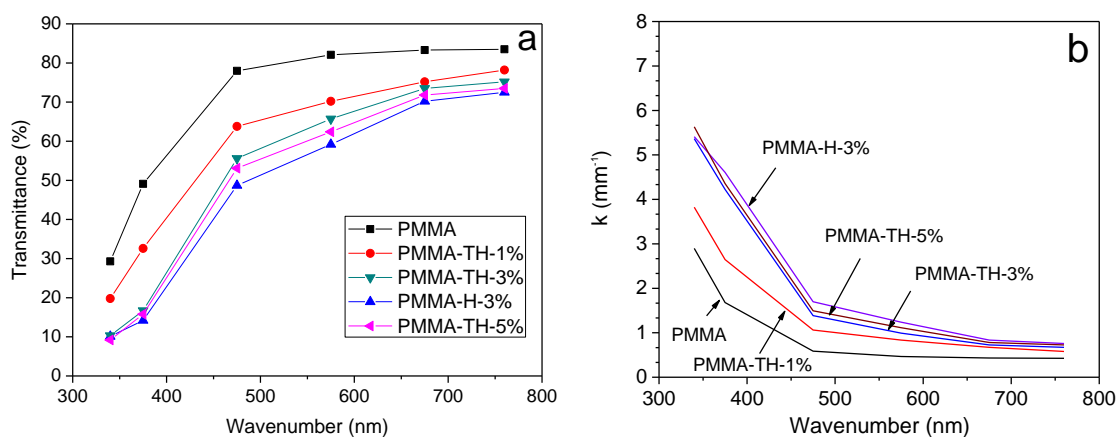 a
90
80
70
60
50
40
30
20
10
0
Transmittance (%)
300 400 500 600 700 800
Wavenumber (nm)
PMMA
PMMA-TH-1%
PMMA-TH-3%
PMMA-H-3%
PMMA-TH-5%
b
8
7
6
5
4
3
2
1
0
k (mm⁻¹)
300 400 500 600 700 800
Wavenumber (nm)
PMMA-H-3%
PMMA-TH-5%
PMMA-TH-3%
PMMA
PMMA-TH-1%